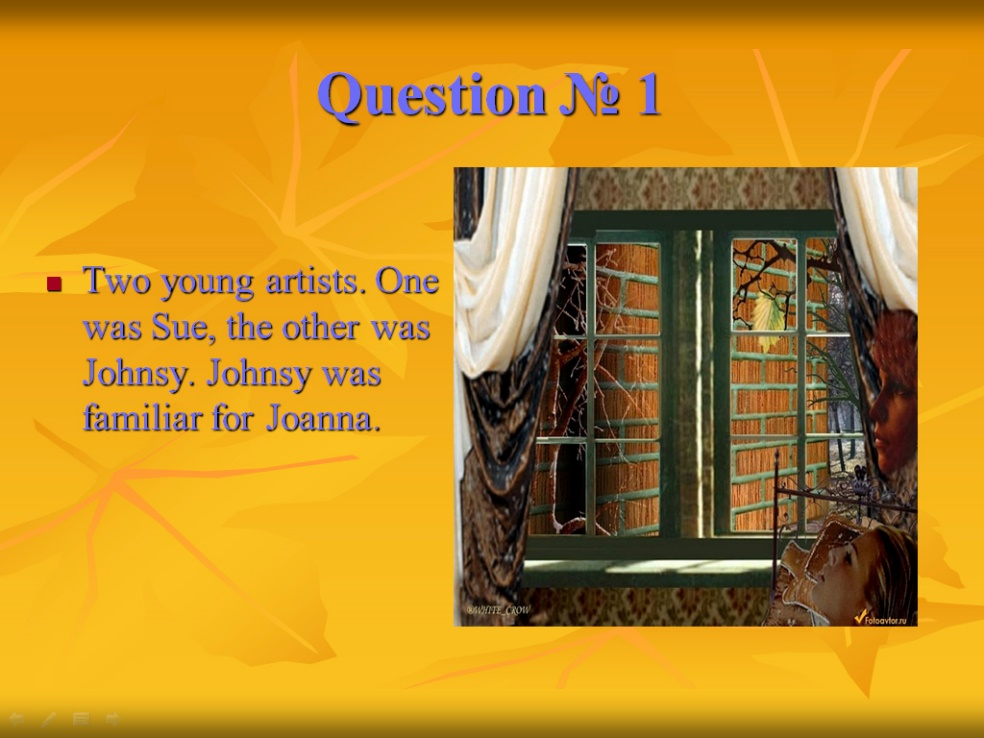 Question № 1
Two young artists. One
was Sue, the other was
Johnsy. Johnsy was
familiar for Joanna.
®WHITE_CROW
Fotoavtor.ru